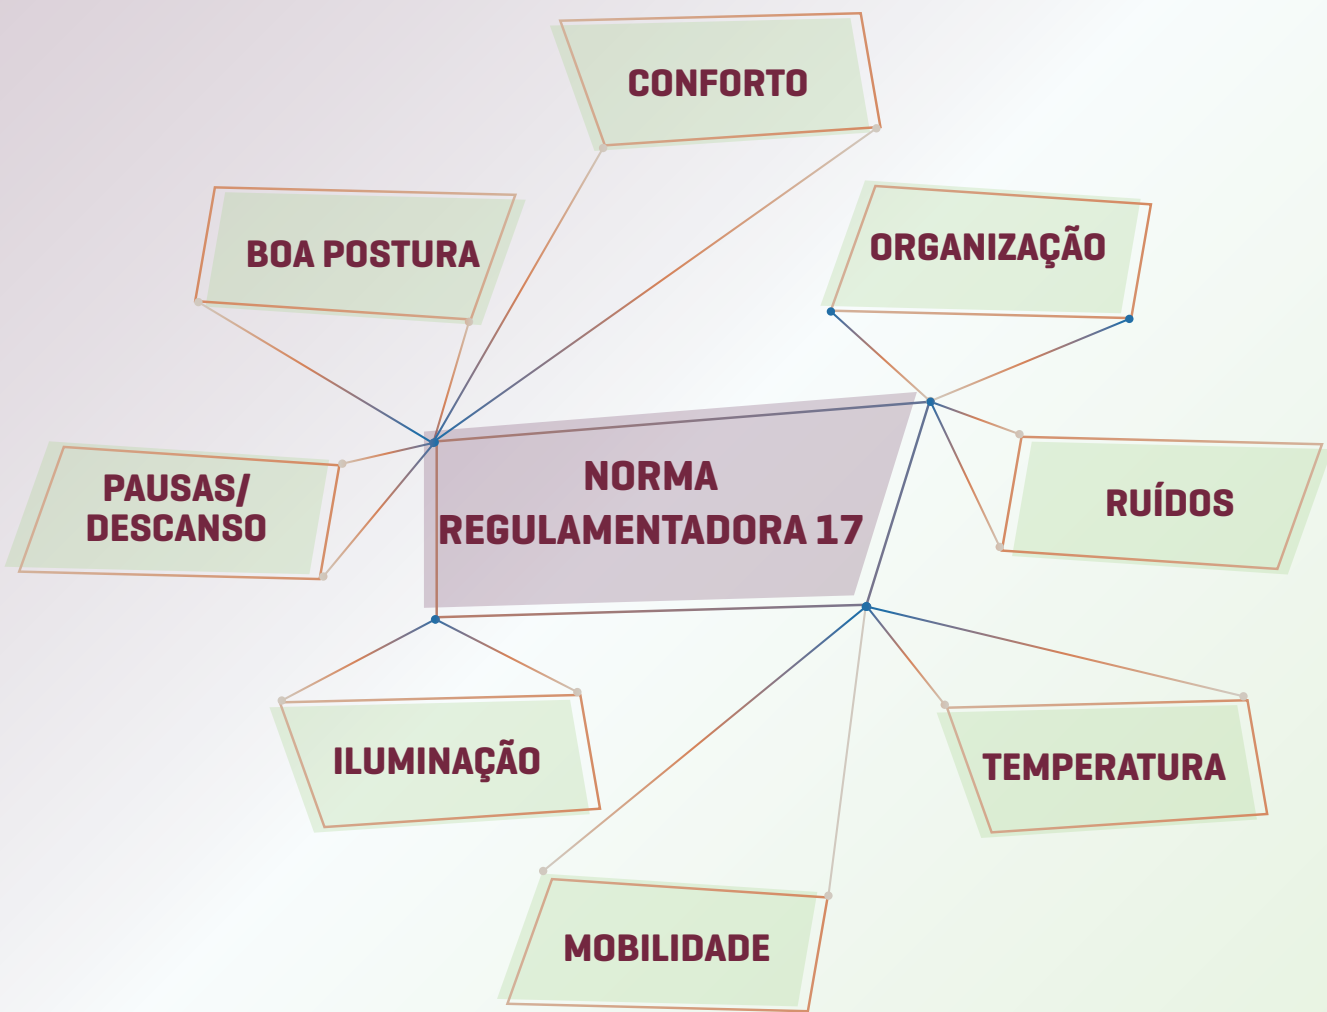 CONFORTO
BOA POSTURA
ORGANIZAÇÃO
PAUSAS/
DESCANSO
NORMA
REGULAMENTADORA 17
RUÍDOS
ILUMINAÇÃO
TEMPERATURA
MOBILIDADE